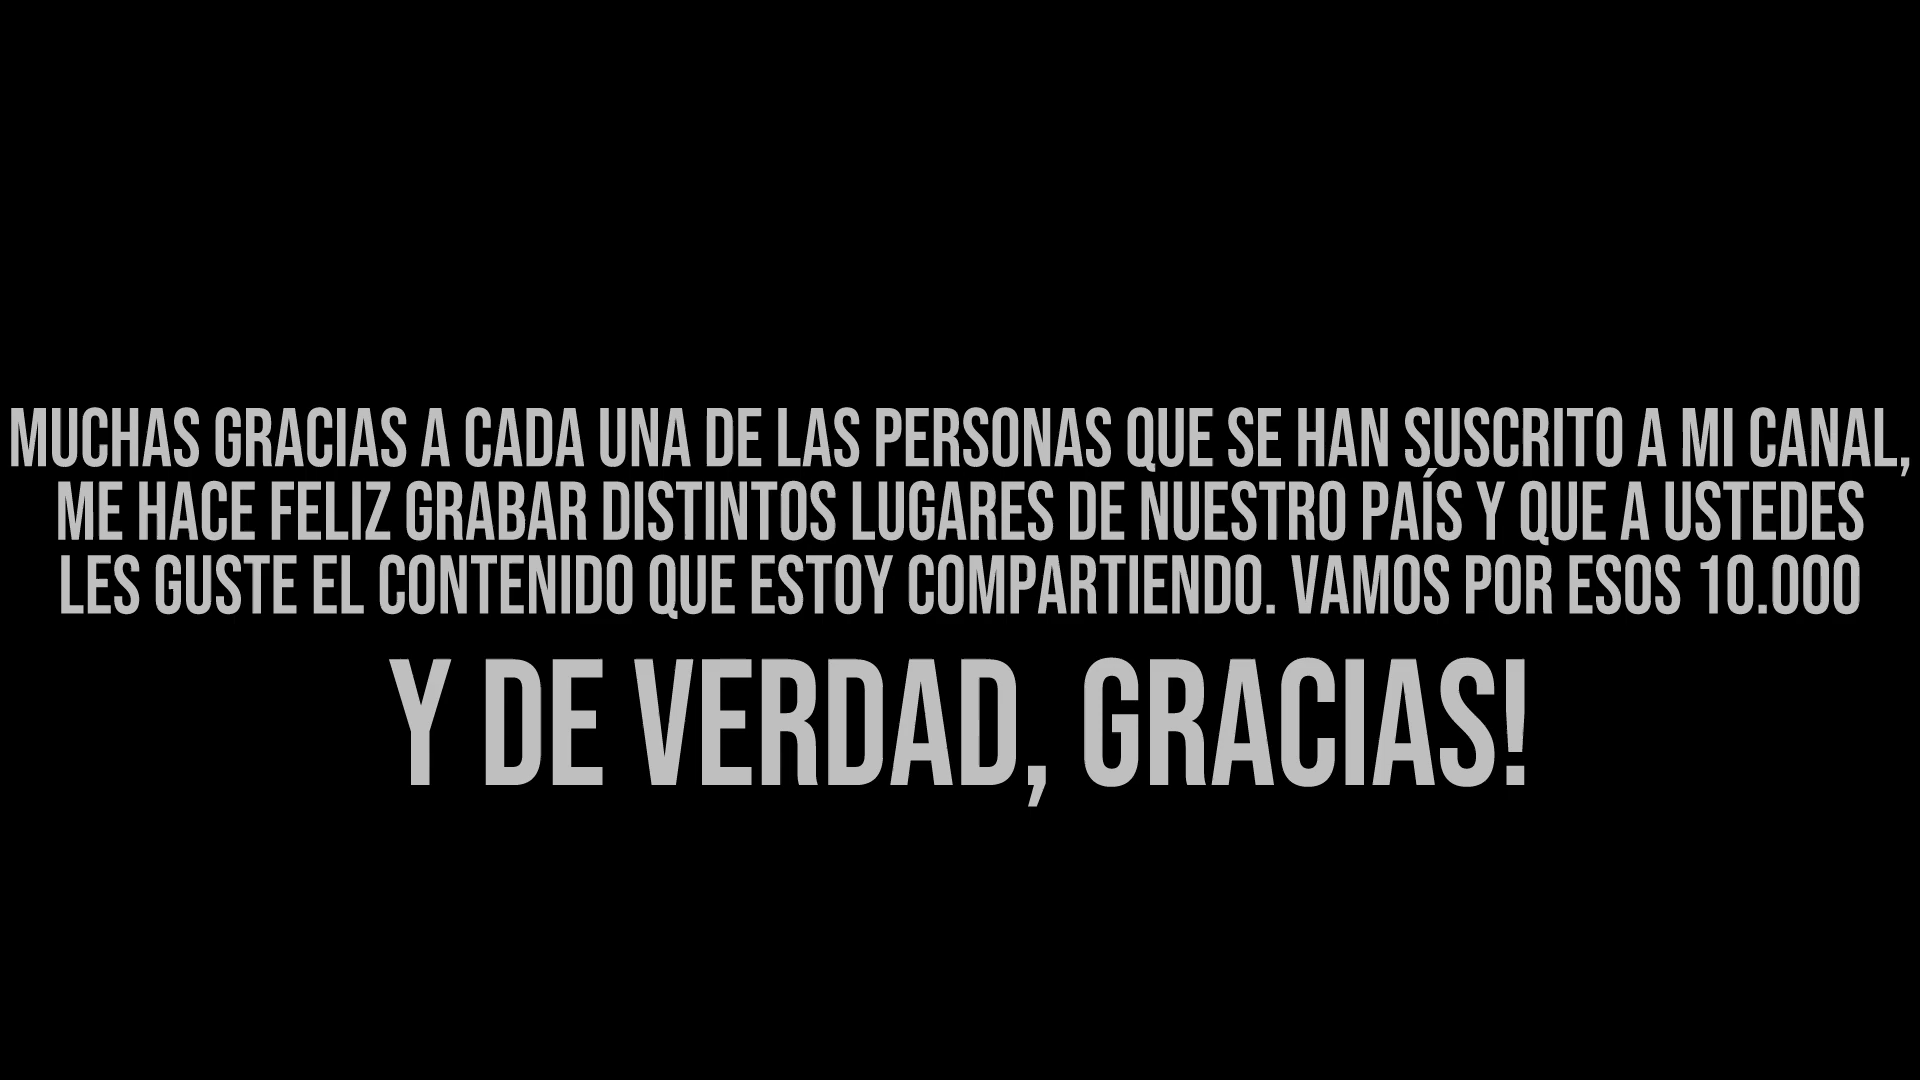 MUCHAS GRACIAS A CADA UNA DE LAS PERSONAS QUE SE HAN SUSCRITO A MI CANAL,
ME HACE FELIZ GRABAR DISTINTOS LUGARES DE NUESTRO PAÍS Y QUE A USTEDES
LES GUSTE EL CONTENIDO QUE ESTOY COMPARTIENDO. VAMOS POR ESOS 10.000
Y DE VERDAD, GRACIAS!